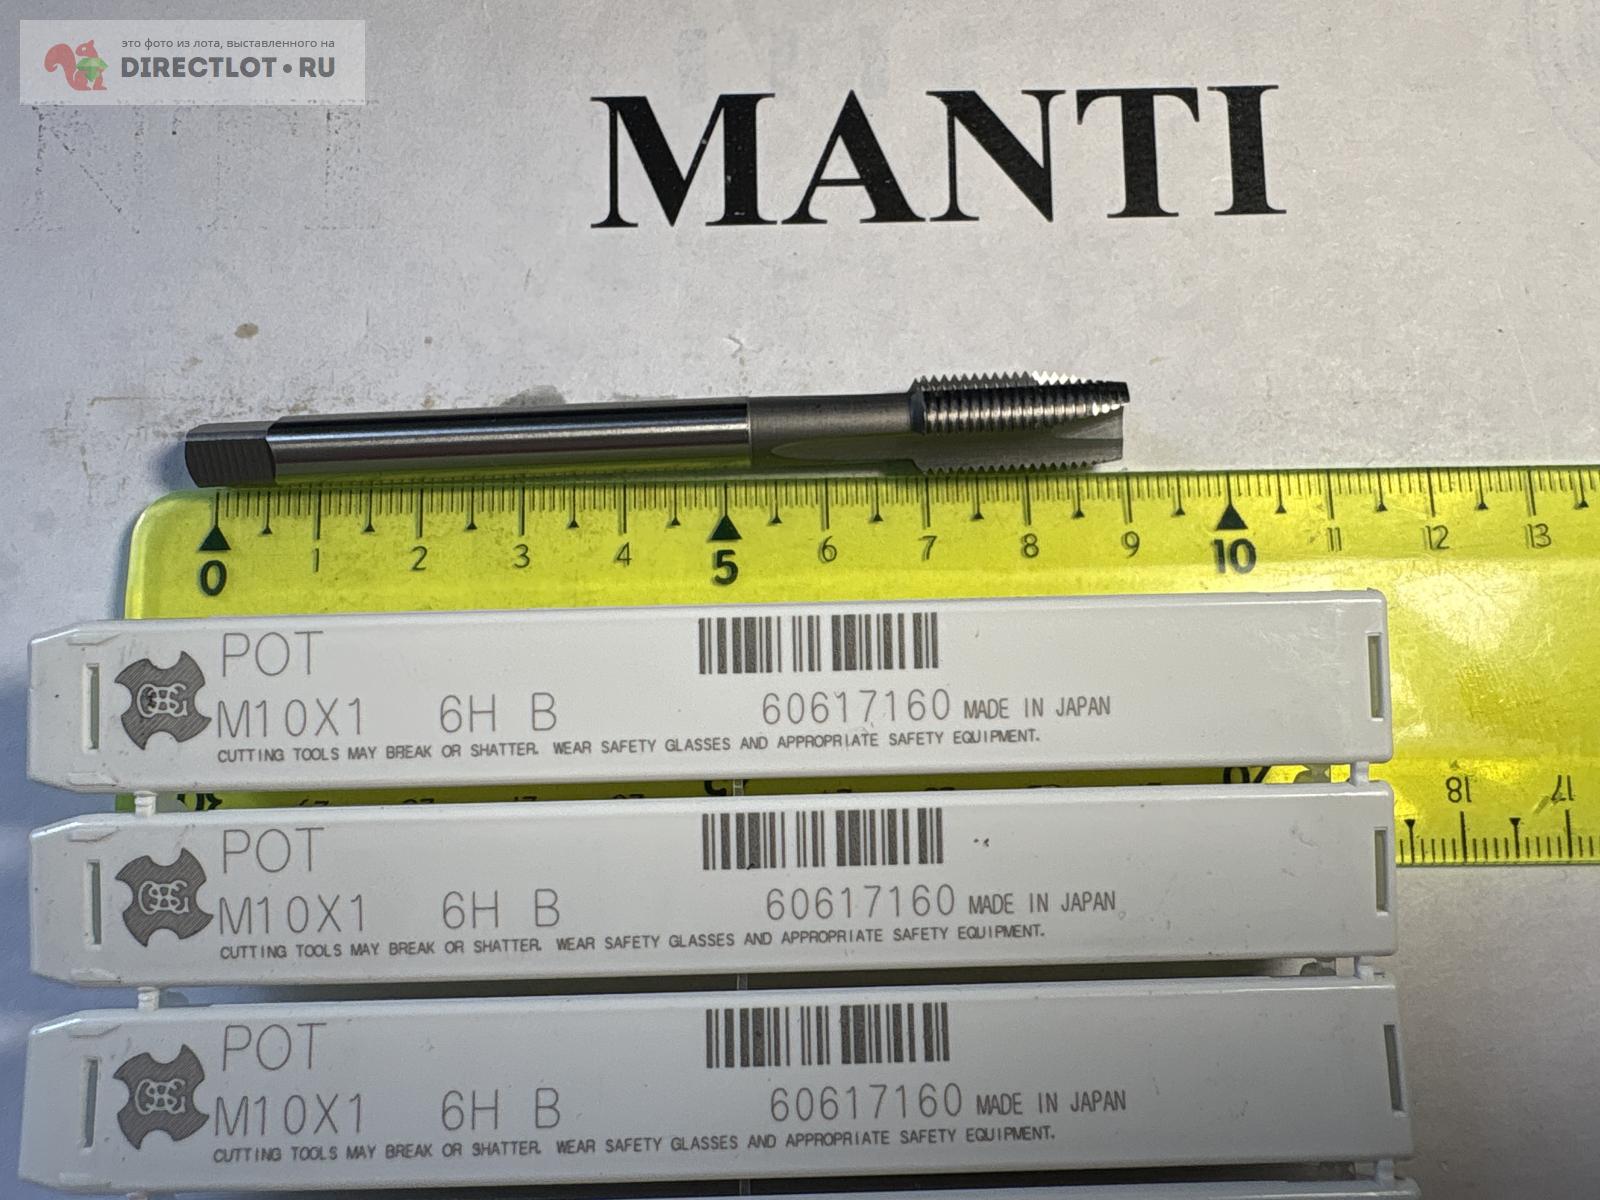 это фото из лота, выставленного на
DIRECTLOT•RU
MANTI
0 1 2 3 4 5 6 7 8 9 10 11 12 13
POT
M10X1 6H B 60617160 MADE IN JAPAN
CUTTING TOOLS MAY BREAK OR SHATTER. WEAR SAFETY GLASSES AND APPROPRIATE SAFETY EQUIPMENT.
18 17
POT
M10X1 6H B 60617160 MADE IN JAPAN
CUTTING TOOLS MAY BREAK OR SHATTER. WEAR SAFETY GLASSES AND APPROPRIATE SAFETY EQUIPMENT.
POT
M10X1 6H B 60617160 MADE IN JAPAN
CUTTING TOOLS MAY BREAK OR SHATTER. WEAR SAFETY GLASSES AND APPROPRIATE SAFETY EQUIPMENT.